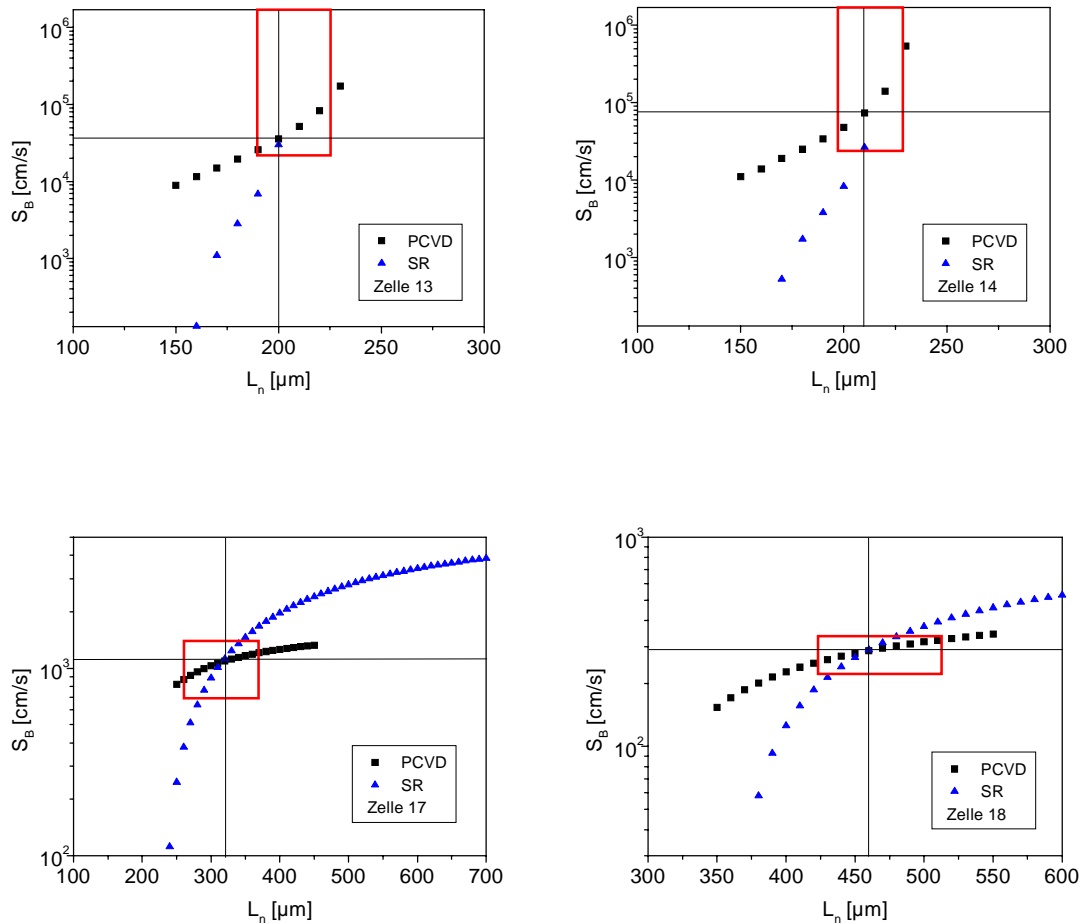 10^6
10^5
10^4
10^3
S_B [cm/s]
PCVD
SR
Zelle 13
100 150 200 250 300
L_n [µm]
10^6
10^5
10^4
10^3
S_B [cm/s]
PCVD
SR
Zelle 14
100 150 200 250 300
L_n [µm]
10^3
10^2
S_B [cm/s]
PCVD
SR
Zelle 17
100 200 300 400 500 600 700
L_n [µm]
10^3
10^2
S_B [cm/s]
PCVD
SR
Zelle 18
300 350 400 450 500 550 600
L_n [µm]